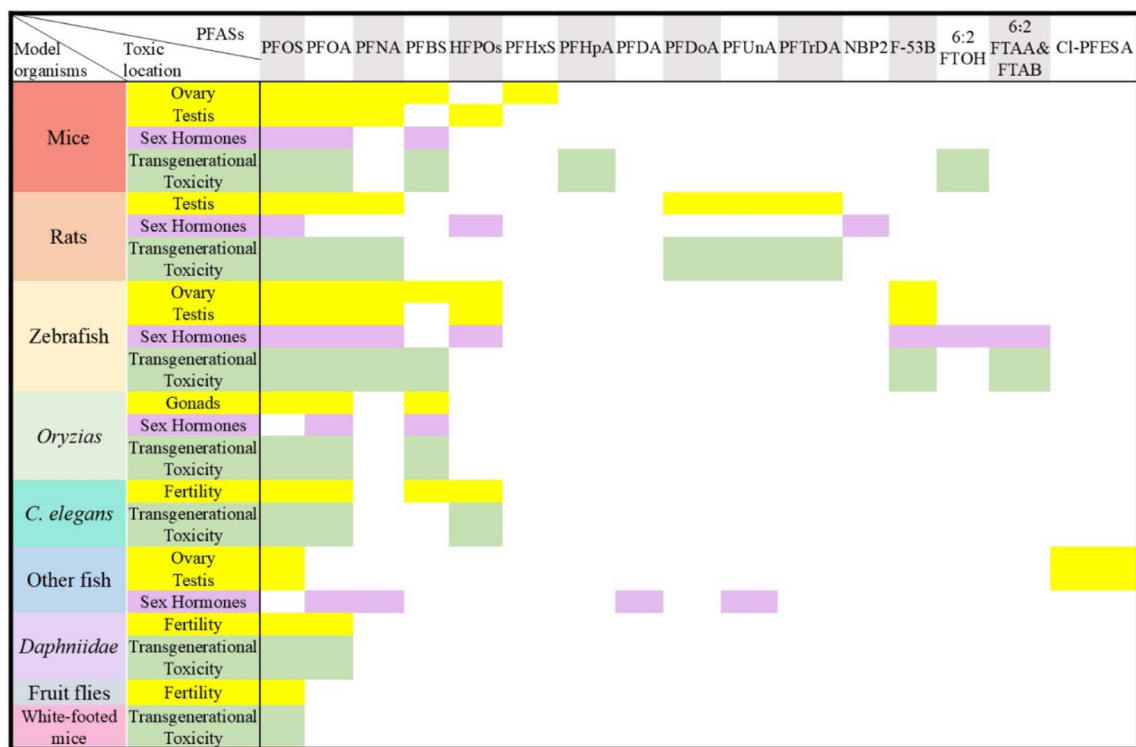 PFASs
Model organisms
Toxic location
PFOS PFOA PFNA PFBS HFPOs PFHxS PFHpA PFDA PFDoA PFUnA PFTrDA NBP2 F-53B 6:2 FTOH 6:2 FTAA& FTAB Cl-PFESA
Mice
Ovary
Testis
Sex Hormones
Transgenerational
Toxicity
Rats
Testis
Sex Hormones
Transgenerational
Toxicity
Zebrafish
Ovary
Testis
Sex Hormones
Transgenerational
Toxicity
Oryzias
Gonads
Sex Hormones
Transgenerational
Toxicity
C. elegans
Fertility
Transgenerational
Toxicity
Other fish
Ovary
Testis
Sex Hormones
Daphniidae
Fertility
Transgenerational
Toxicity
Fruit flies
Fertility
White-footed
mice
Transgenerational
Toxicity